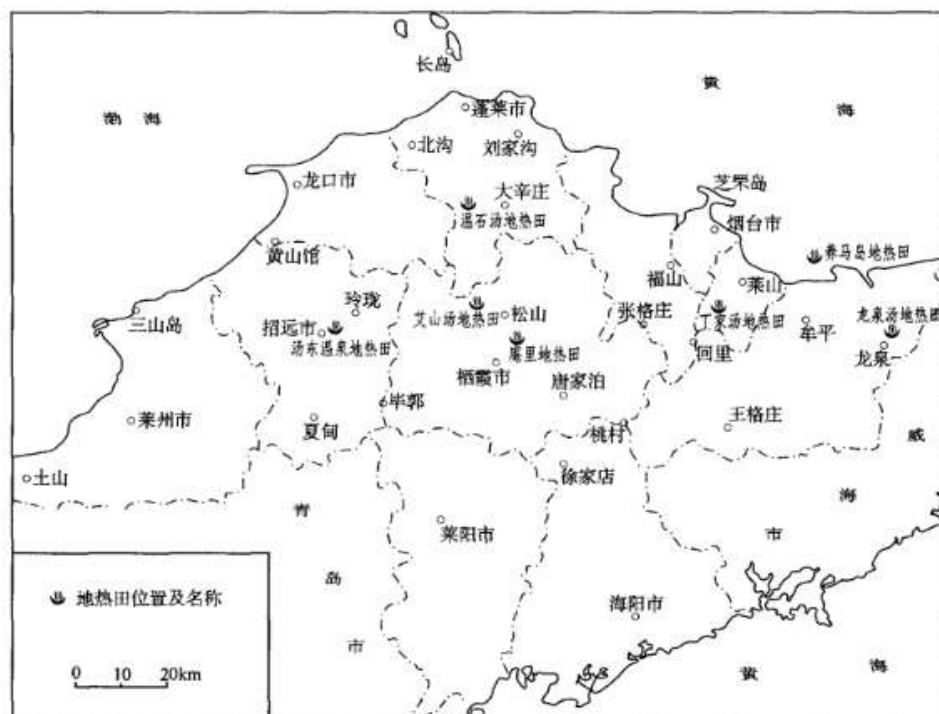 长岛
渤海
黄
海
蓬莱市
北沟
刘家沟
龙口市
大辛庄
温石汤地热田
芝罘岛
烟台市
养马岛地热田
黄山馆
福山
莱山
玲珑
三山岛
招远市
汤东温泉地热田
艾山汤地热田
松山
张格庄
丁家汤地热田
牟平
龙泉汤地热田
龙泉
回里
栖霞市
唐家泊
莱州市
夏甸
毕郭
桃村
王格庄
威
海
市
土山
徐家店
青
岛
市
莱阳市
海阳市
黄
海
地热田位置及名称
0 10 20km